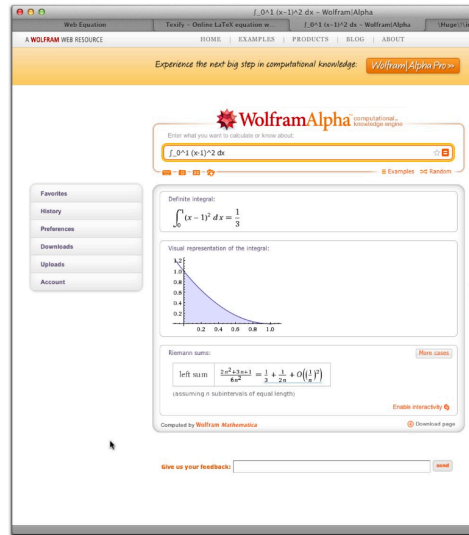 ∫_0^1 (x-1)^2 dx – Wolfram|Alpha
Web Equation
Texify – Online LaTeX equation w...
∫_0^1 (x-1)^2 dx – Wolfram|Alpha
A WOLFRAM WEB RESOURCE
HOME | EXAMPLES | PRODUCTS | BLOG | ABOUT
Experience the next big step in computational knowledge:
Wolfram|Alpha Pro »
WolframAlpha computational knowledge engine
Enter what you want to calculate or know about:
∫_0^1 (x-1)^2 dx
Examples Random
Favorites
History
Preferences
Downloads
Uploads
Account
Definite integral:
∫₀¹ (x − 1)² dx = 1/3
Visual representation of the integral:
1.2
1.0
0.8
0.6
0.4
0.2
0.2 0.4 0.6 0.8 1.0
Riemann sums:
More cases
left sum (2n²+3n+1)/(6n²) = 1/3 + 1/(2n) + O((1/n)²)
(assuming n subintervals of equal length)
Enable interactivity
Computed by Wolfram Mathematica
Download page
Give us your feedback:
send